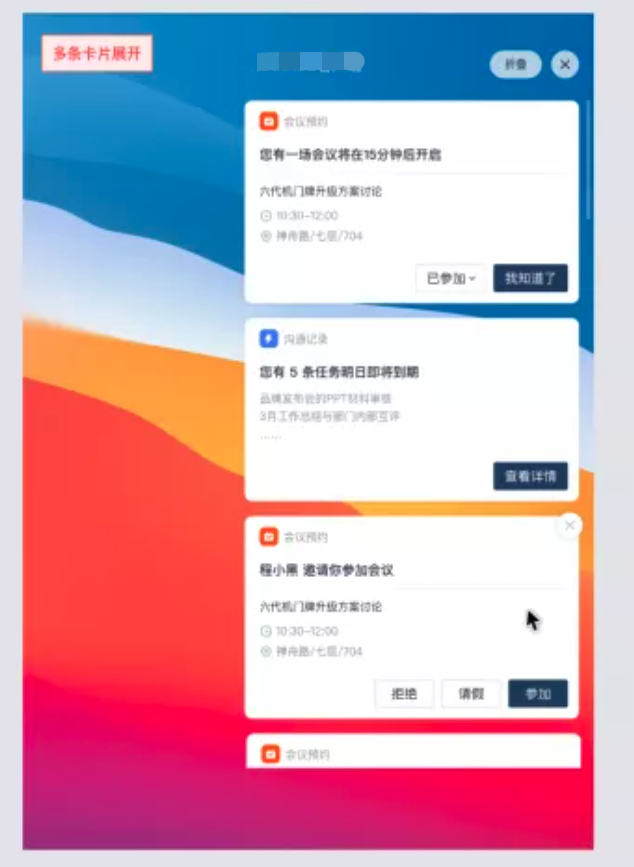 多条卡片展开
折叠
会议预约
您有一场会议将在15分钟后开启
六代机门牌升级方案讨论
10:30-12:00
神舟路/七层/704
已参加
我知道了
沟通记录
您有 5 条任务明日即将到期
品牌发布会的PPT材料审核
3月工作总结与部门内部互评
......
查看详情
会议预约
程小黑 邀请你参加会议
六代机门牌升级方案讨论
10:30-12:00
神舟路/七层/704
拒绝
请假
参加
会议预约